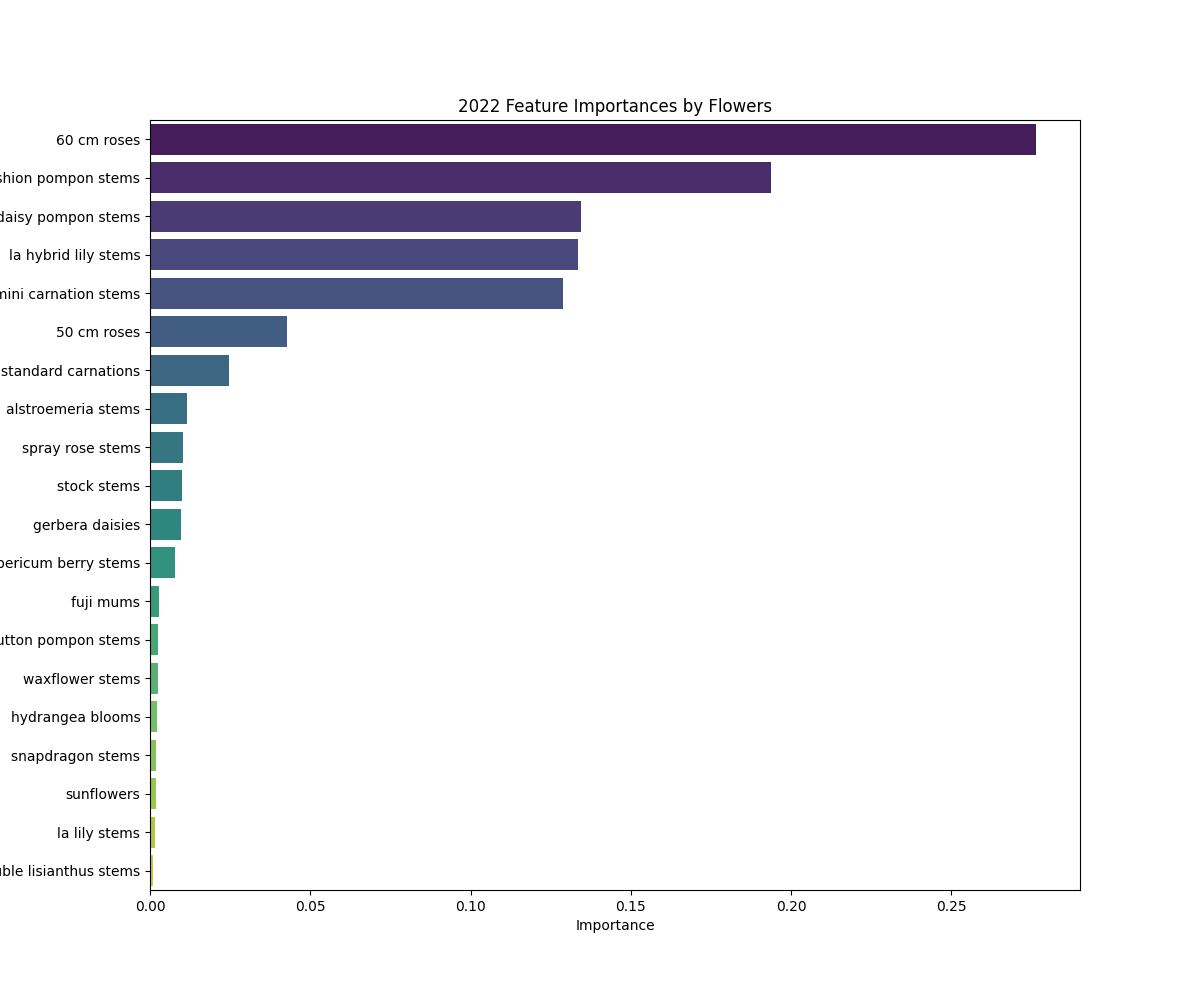 2022 Feature Importances by Flowers
60 cm roses
shion pompon stems
daisy pompon stems
la hybrid lily stems
mini carnation stems
50 cm roses
standard carnations
alstroemeria stems
spray rose stems
stock stems
gerbera daisies
pericum berry stems
fuji mums
utton pompon stems
waxflower stems
hydrangea blooms
snapdragon stems
sunflowers
la lily stems
uble lisianthus stems
0.00 0.05 0.10 0.15 0.20 0.25
Importance